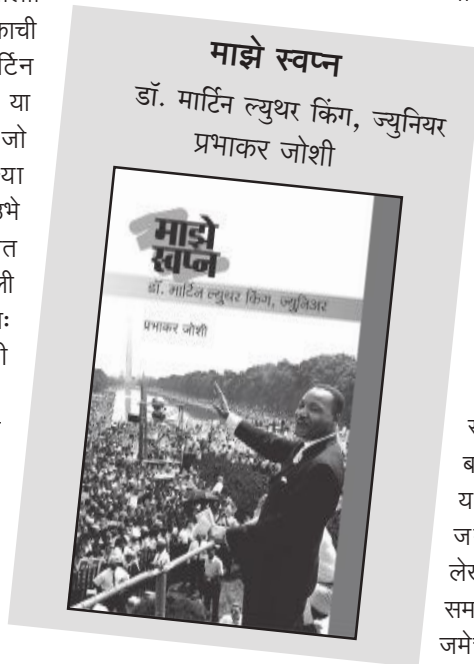 माझे स्वप्न
डॉ. मार्टिन ल्युथर किंग, ज्युनियर
प्रभाकर जोशी
माझे
स्वप्न
डॉ. मार्टिन ल्युथर किंग, ज्युनिअर
प्रभाकर जोशी
या
जो
या